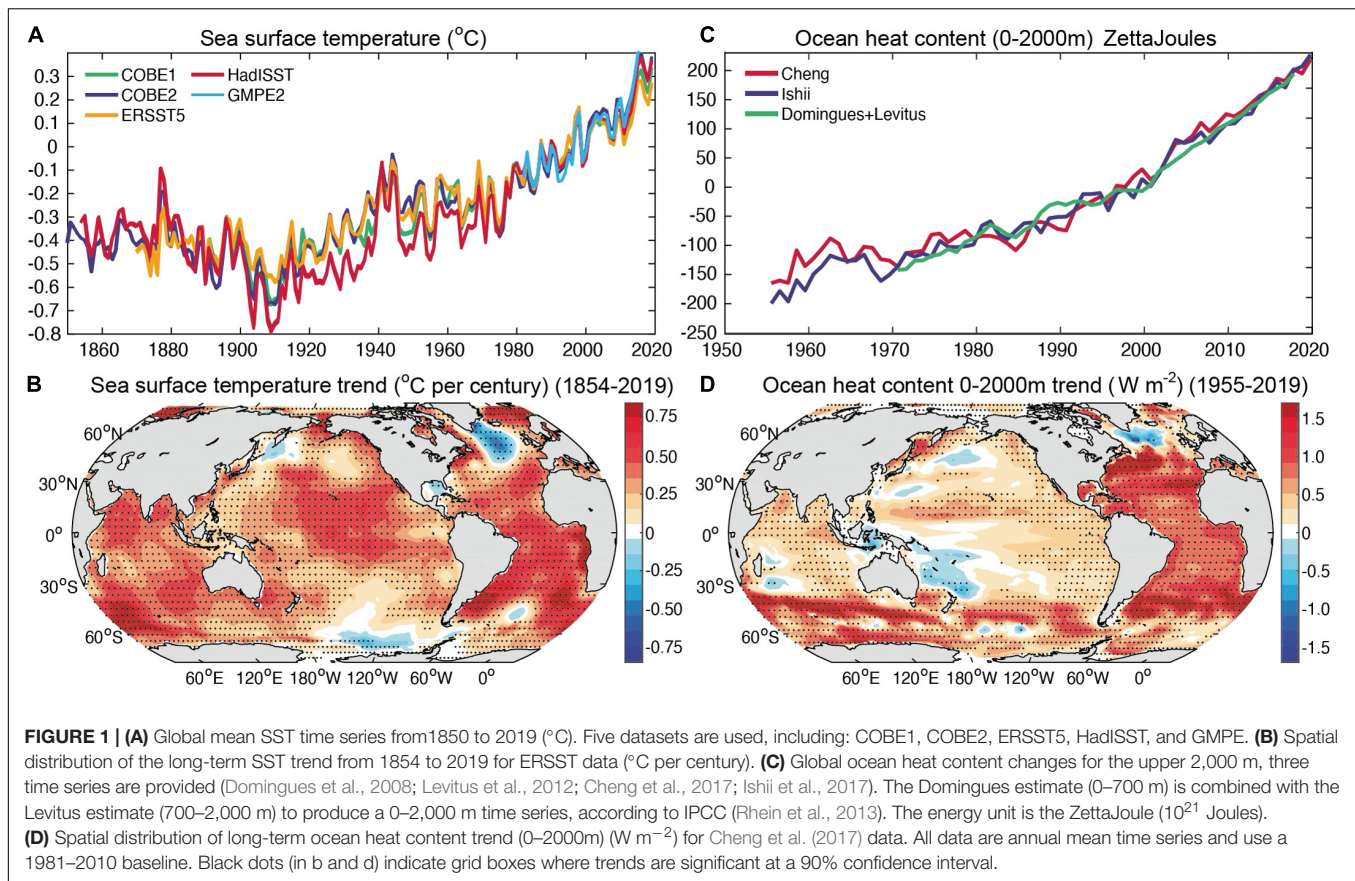 A Sea surface temperature (°C)
COBE1 HadISST
COBE2 GMPE2
ERSST5
0.3
0.2
0.1
0
-0.1
-0.2
-0.3
-0.4
-0.5
-0.6
-0.7
-0.8
1860 1880 1900 1920 1940 1960 1980 2000 2020
C Ocean heat content (0-2000m) ZettaJoules
Cheng
Ishii
Domingues+Levitus
200
150
100
50
0
-50
-100
-150
-200
-250
1950 1960 1970 1980 1990 2000 2010 2020
B Sea surface temperature trend (°C per century) (1854-2019)
60°N
30°N
0°
30°S
60°S
60°E 120°E 180°W 120°W 60°W 0°
0.75
0.50
0.25
0
-0.25
-0.50
-0.75
D Ocean heat content 0-2000m trend (W m-2) (1955-2019)
60°N
30°N
0°
30°S
60°S
60°E 120°E 180°W 120°W 60°W 0°
1.5
1.0
0.5
0
-0.5
-1.0
-1.5
FIGURE 1 | (A) Global mean SST time series from1850 to 2019 (°C). Five datasets are used, including: COBE1, COBE2, ERSST5, HadISST, and GMPE. (B) Spatial
distribution of the long-term SST trend from 1854 to 2019 for ERSST data (°C per century). (C) Global ocean heat content changes for the upper 2,000 m, three
time series are provided (Domingues et al., 2008; Levitus et al., 2012; Cheng et al., 2017; Ishii et al., 2017). The Domingues estimate (0–700 m) is combined with the
Levitus estimate (700–2,000 m) to produce a 0–2,000 m time series, according to IPCC (Rhein et al., 2013). The energy unit is the ZettaJoule (10²¹ Joules).
(D) Spatial distribution of long-term ocean heat content trend (0–2000m) (W m⁻²) for Cheng et al. (2017) data. All data are annual mean time series and use a
1981–2010 baseline. Black dots (in b and d) indicate grid boxes where trends are significant at a 90% confidence interval.